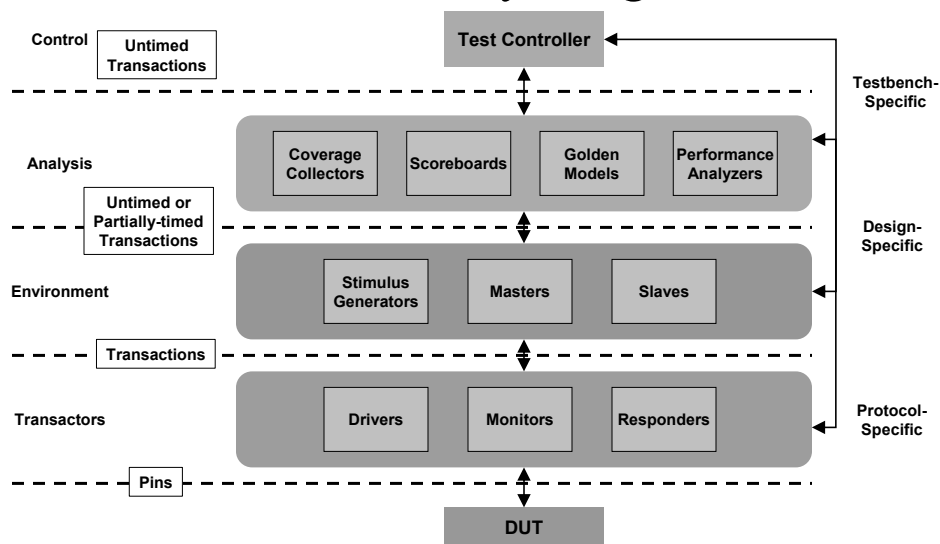 Control
Untimed
Transactions
Test Controller
Testbench-
Specific
Analysis
Coverage
Collectors
Scoreboards
Golden
Models
Performance
Analyzers
Untimed or
Partially-timed
Transactions
Design-
Specific
Environment
Stimulus
Generators
Masters
Slaves
Transactions
Transactors
Drivers
Monitors
Responders
Protocol-
Specific
Pins
DUT